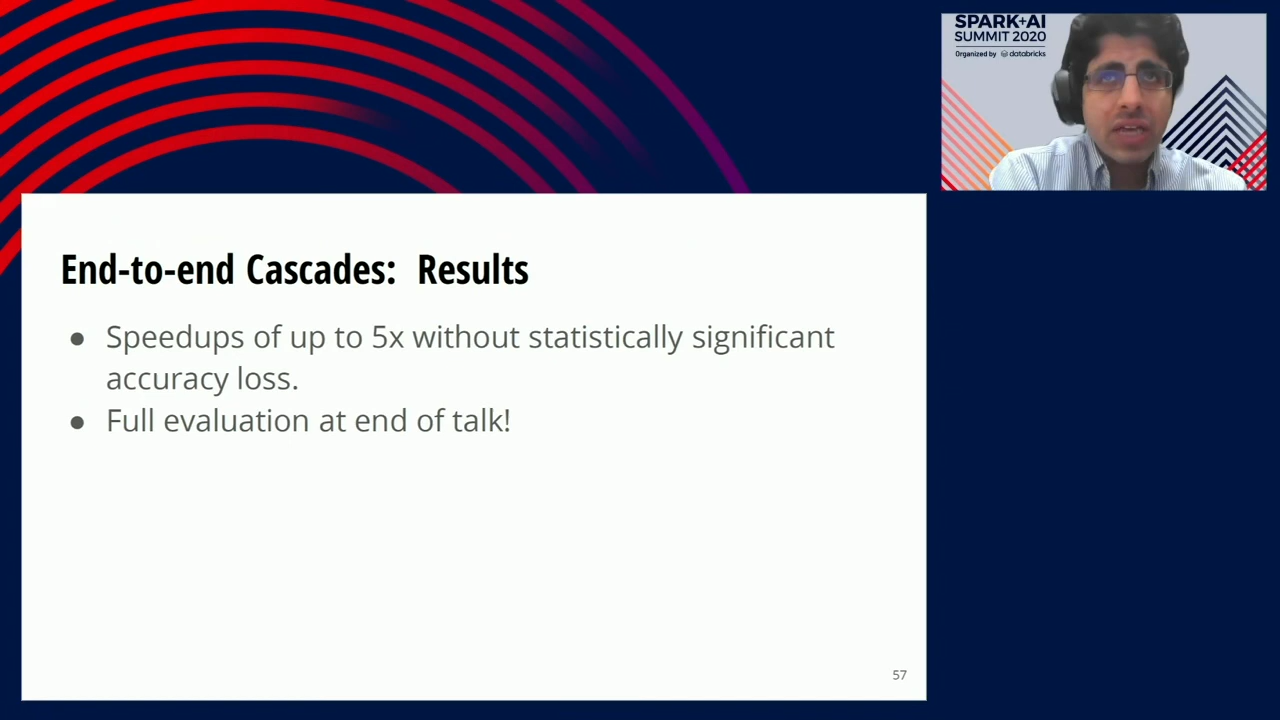 SPARK+AI
SUMMIT 2020
Organized by databricks
End-to-end Cascades: Results
● Speedups of up to 5x without statistically significant
accuracy loss.
● Full evaluation at end of talk!
57